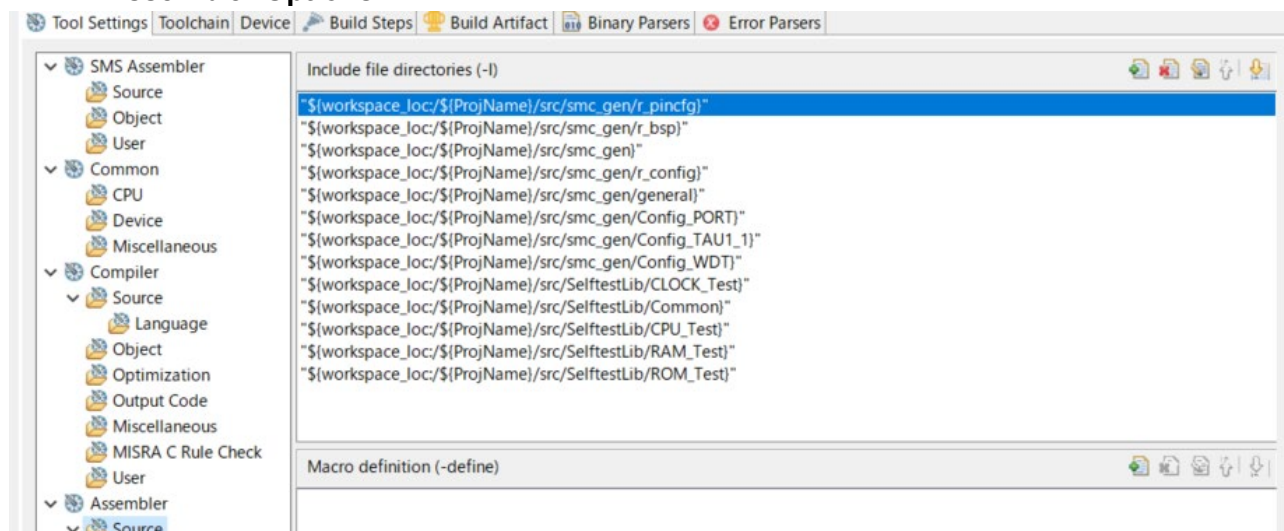 Tool Settings Toolchain Device Build Steps Build Artifact Binary Parsers Error Parsers
SMS Assembler
Source
Object
User
Common
CPU
Device
Miscellaneous
Compiler
Source
Language
Object
Optimization
Output Code
Miscellaneous
MISRA C Rule Check
User
Assembler
Source
Include file directories (-I)
"${workspace_loc:/${ProjName}/src/smc_gen/r_pincfg}"
"${workspace_loc:/${ProjName}/src/smc_gen/r_bsp}"
"${workspace_loc:/${ProjName}/src/smc_gen}"
"${workspace_loc:/${ProjName}/src/smc_gen/r_config}"
"${workspace_loc:/${ProjName}/src/smc_gen/general}"
"${workspace_loc:/${ProjName}/src/smc_gen/Config_PORT}"
"${workspace_loc:/${ProjName}/src/smc_gen/Config_TAU1_1}"
"${workspace_loc:/${ProjName}/src/smc_gen/Config_WDT}"
"${workspace_loc:/${ProjName}/src/SelftestLib/CLOCK_Test}"
"${workspace_loc:/${ProjName}/src/SelftestLib/Common}"
"${workspace_loc:/${ProjName}/src/SelftestLib/CPU_Test}"
"${workspace_loc:/${ProjName}/src/SelftestLib/RAM_Test}"
"${workspace_loc:/${ProjName}/src/SelftestLib/ROM_Test}"
Macro definition (-define)